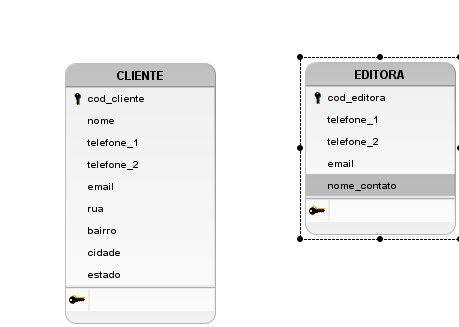 CLIENTE
cod_cliente
nome
telefone_1
telefone_2
email
rua
bairro
cidade
estado
EDITORA
cod_editora
telefone_1
telefone_2
email
nome_contato